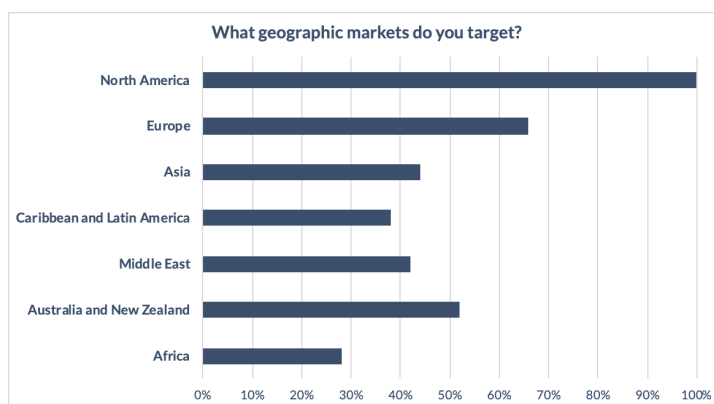 What geographic markets do you target?
North America
Europe
Asia
Caribbean and Latin America
Middle East
Australia and New Zealand
Africa
0% 10% 20% 30% 40% 50% 60% 70% 80% 90% 100%